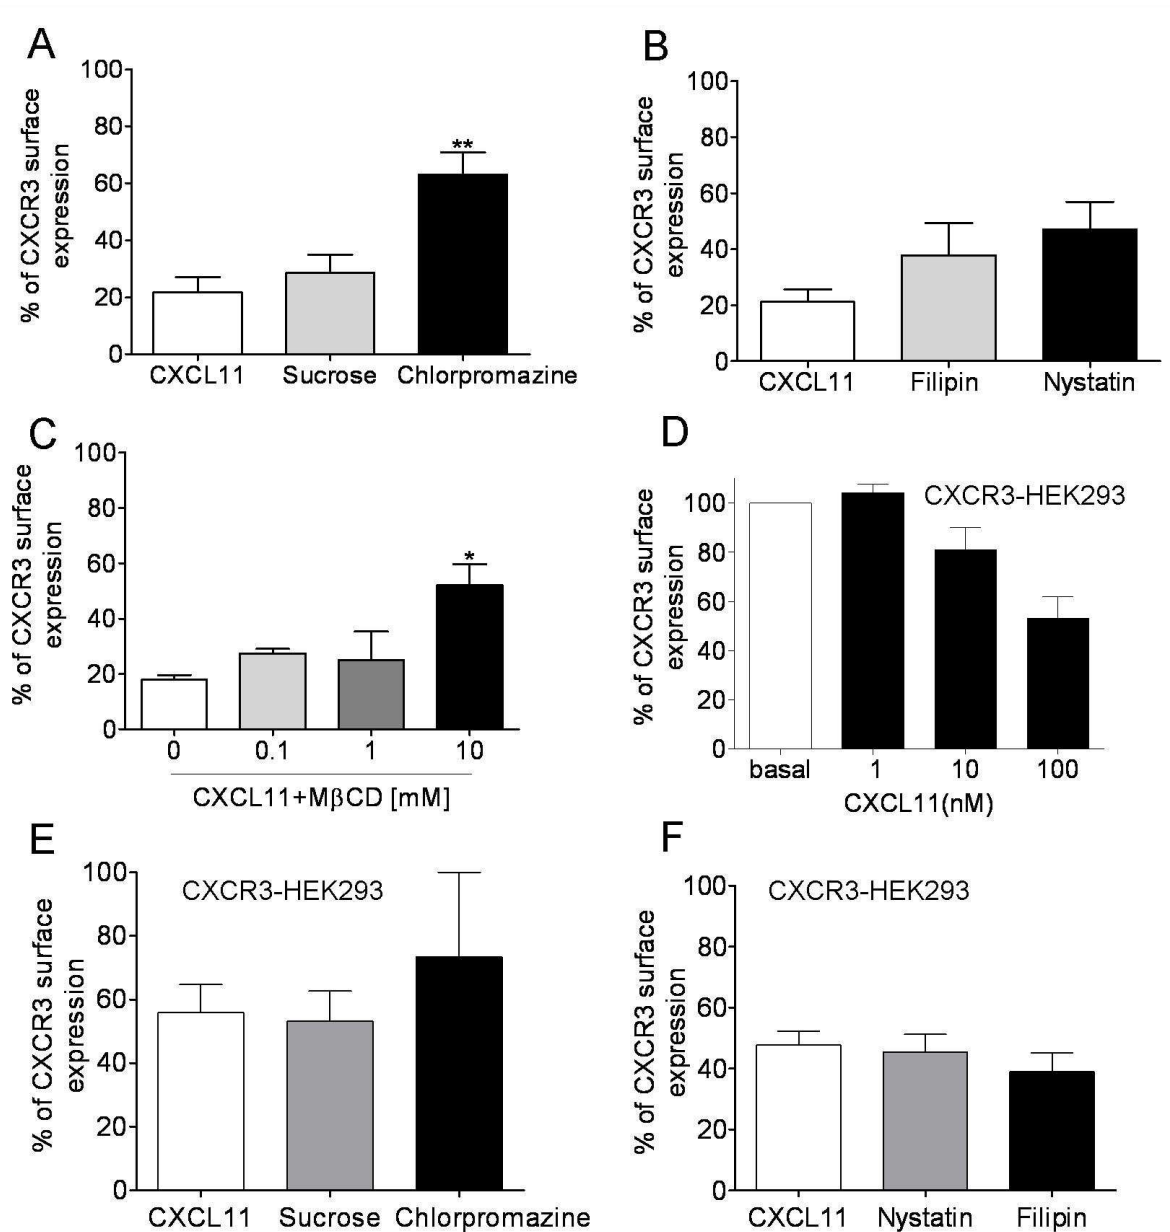 A
% of CXCR3 surface
expression
100
80
60
40
20
0
**
CXCL11 Sucrose Chlorpromazine
B
% of CXCR3 surface
expression
100
80
60
40
20
0
CXCL11 Filipin Nystatin
C
% of CXCR3 surface
expression
100
80
60
40
20
0
*
0 0.1 1 10
CXCL11+MβCD [mM]
D
CXCR3-HEK293
% of CXCR3 surface
expression
100
80
60
40
20
0
basal 1 10 100
CXCL11(nM)
E
CXCR3-HEK293
% of CXCR3 surface
expression
100
80
60
40
20
0
CXCL11 Sucrose Chlorpromazine
F
CXCR3-HEK293
% of CXCR3 surface
expression
100
80
60
40
20
0
CXCL11 Nystatin Filipin